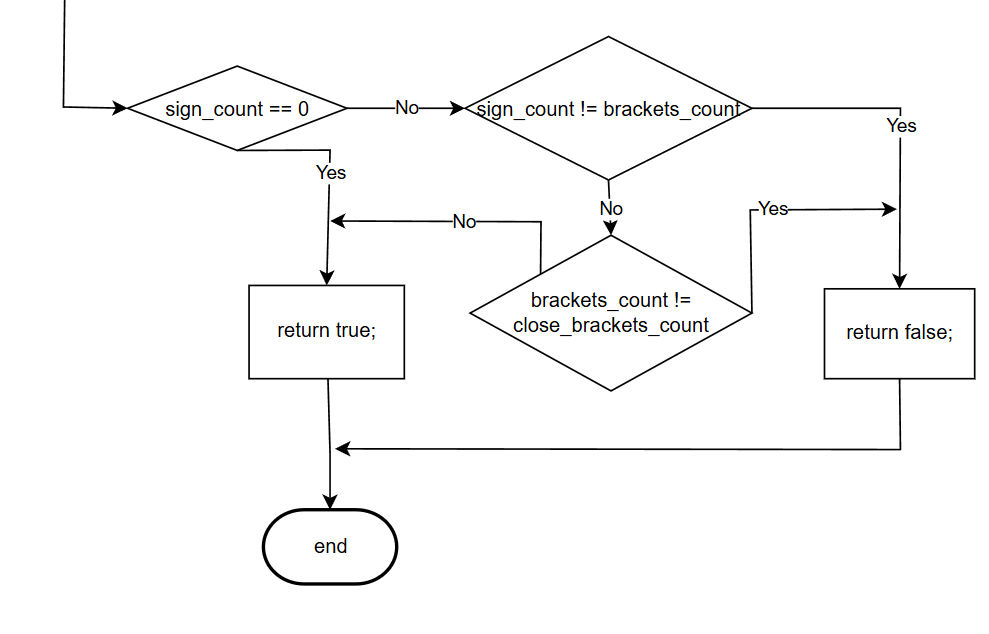 sign_count == 0
No
sign_count != brackets_count
Yes
Yes
No
Yes
No
brackets_count !=
close_brackets_count
return true;
return false;
end